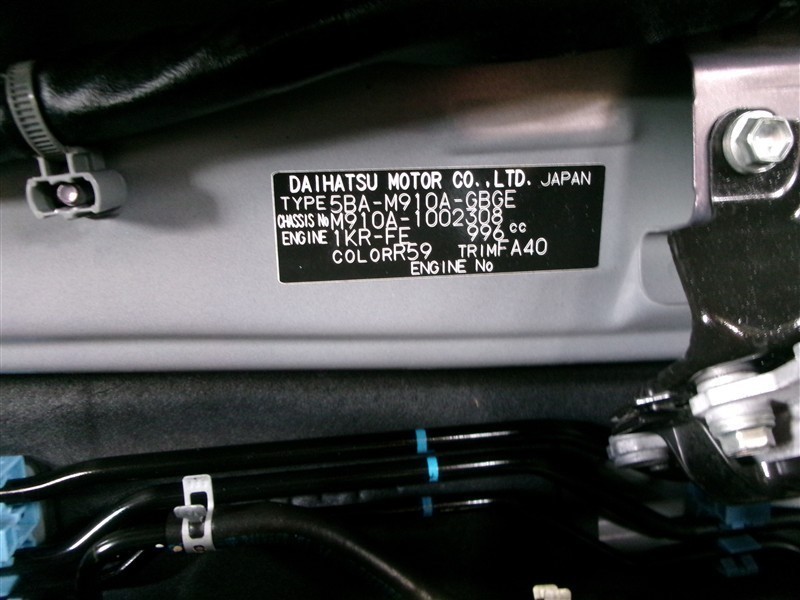 DAIHATSU MOTOR CO.,LTD. JAPAN
TYPE 5BA-M910A-GBGE
CHASSIS No M910A-1002308
ENGINE 1KR-FE 996 cc
COLOR R59 TRIM FA40
ENGINE No